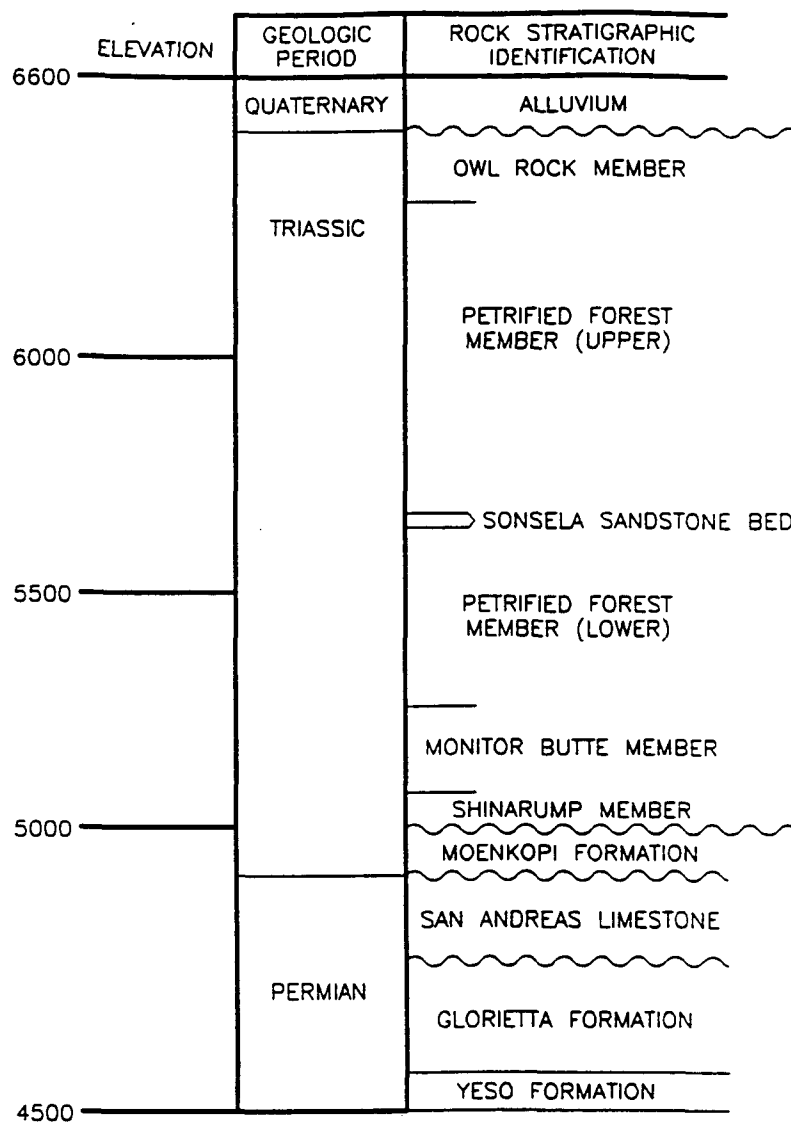 ELEVATION
GEOLOGIC
PERIOD
ROCK STRATIGRAPHIC
IDENTIFICATION
6600
QUATERNARY
ALLUVIUM
OWL ROCK MEMBER
TRIASSIC
PETRIFIED FOREST
MEMBER (UPPER)
6000
SONSELA SANDSTONE BED
5500
PETRIFIED FOREST
MEMBER (LOWER)
MONITOR BUTTE MEMBER
SHINARUMP MEMBER
5000
MOENKOPI FORMATION
SAN ANDREAS LIMESTONE
PERMIAN
GLORIETTA FORMATION
YESO FORMATION
4500